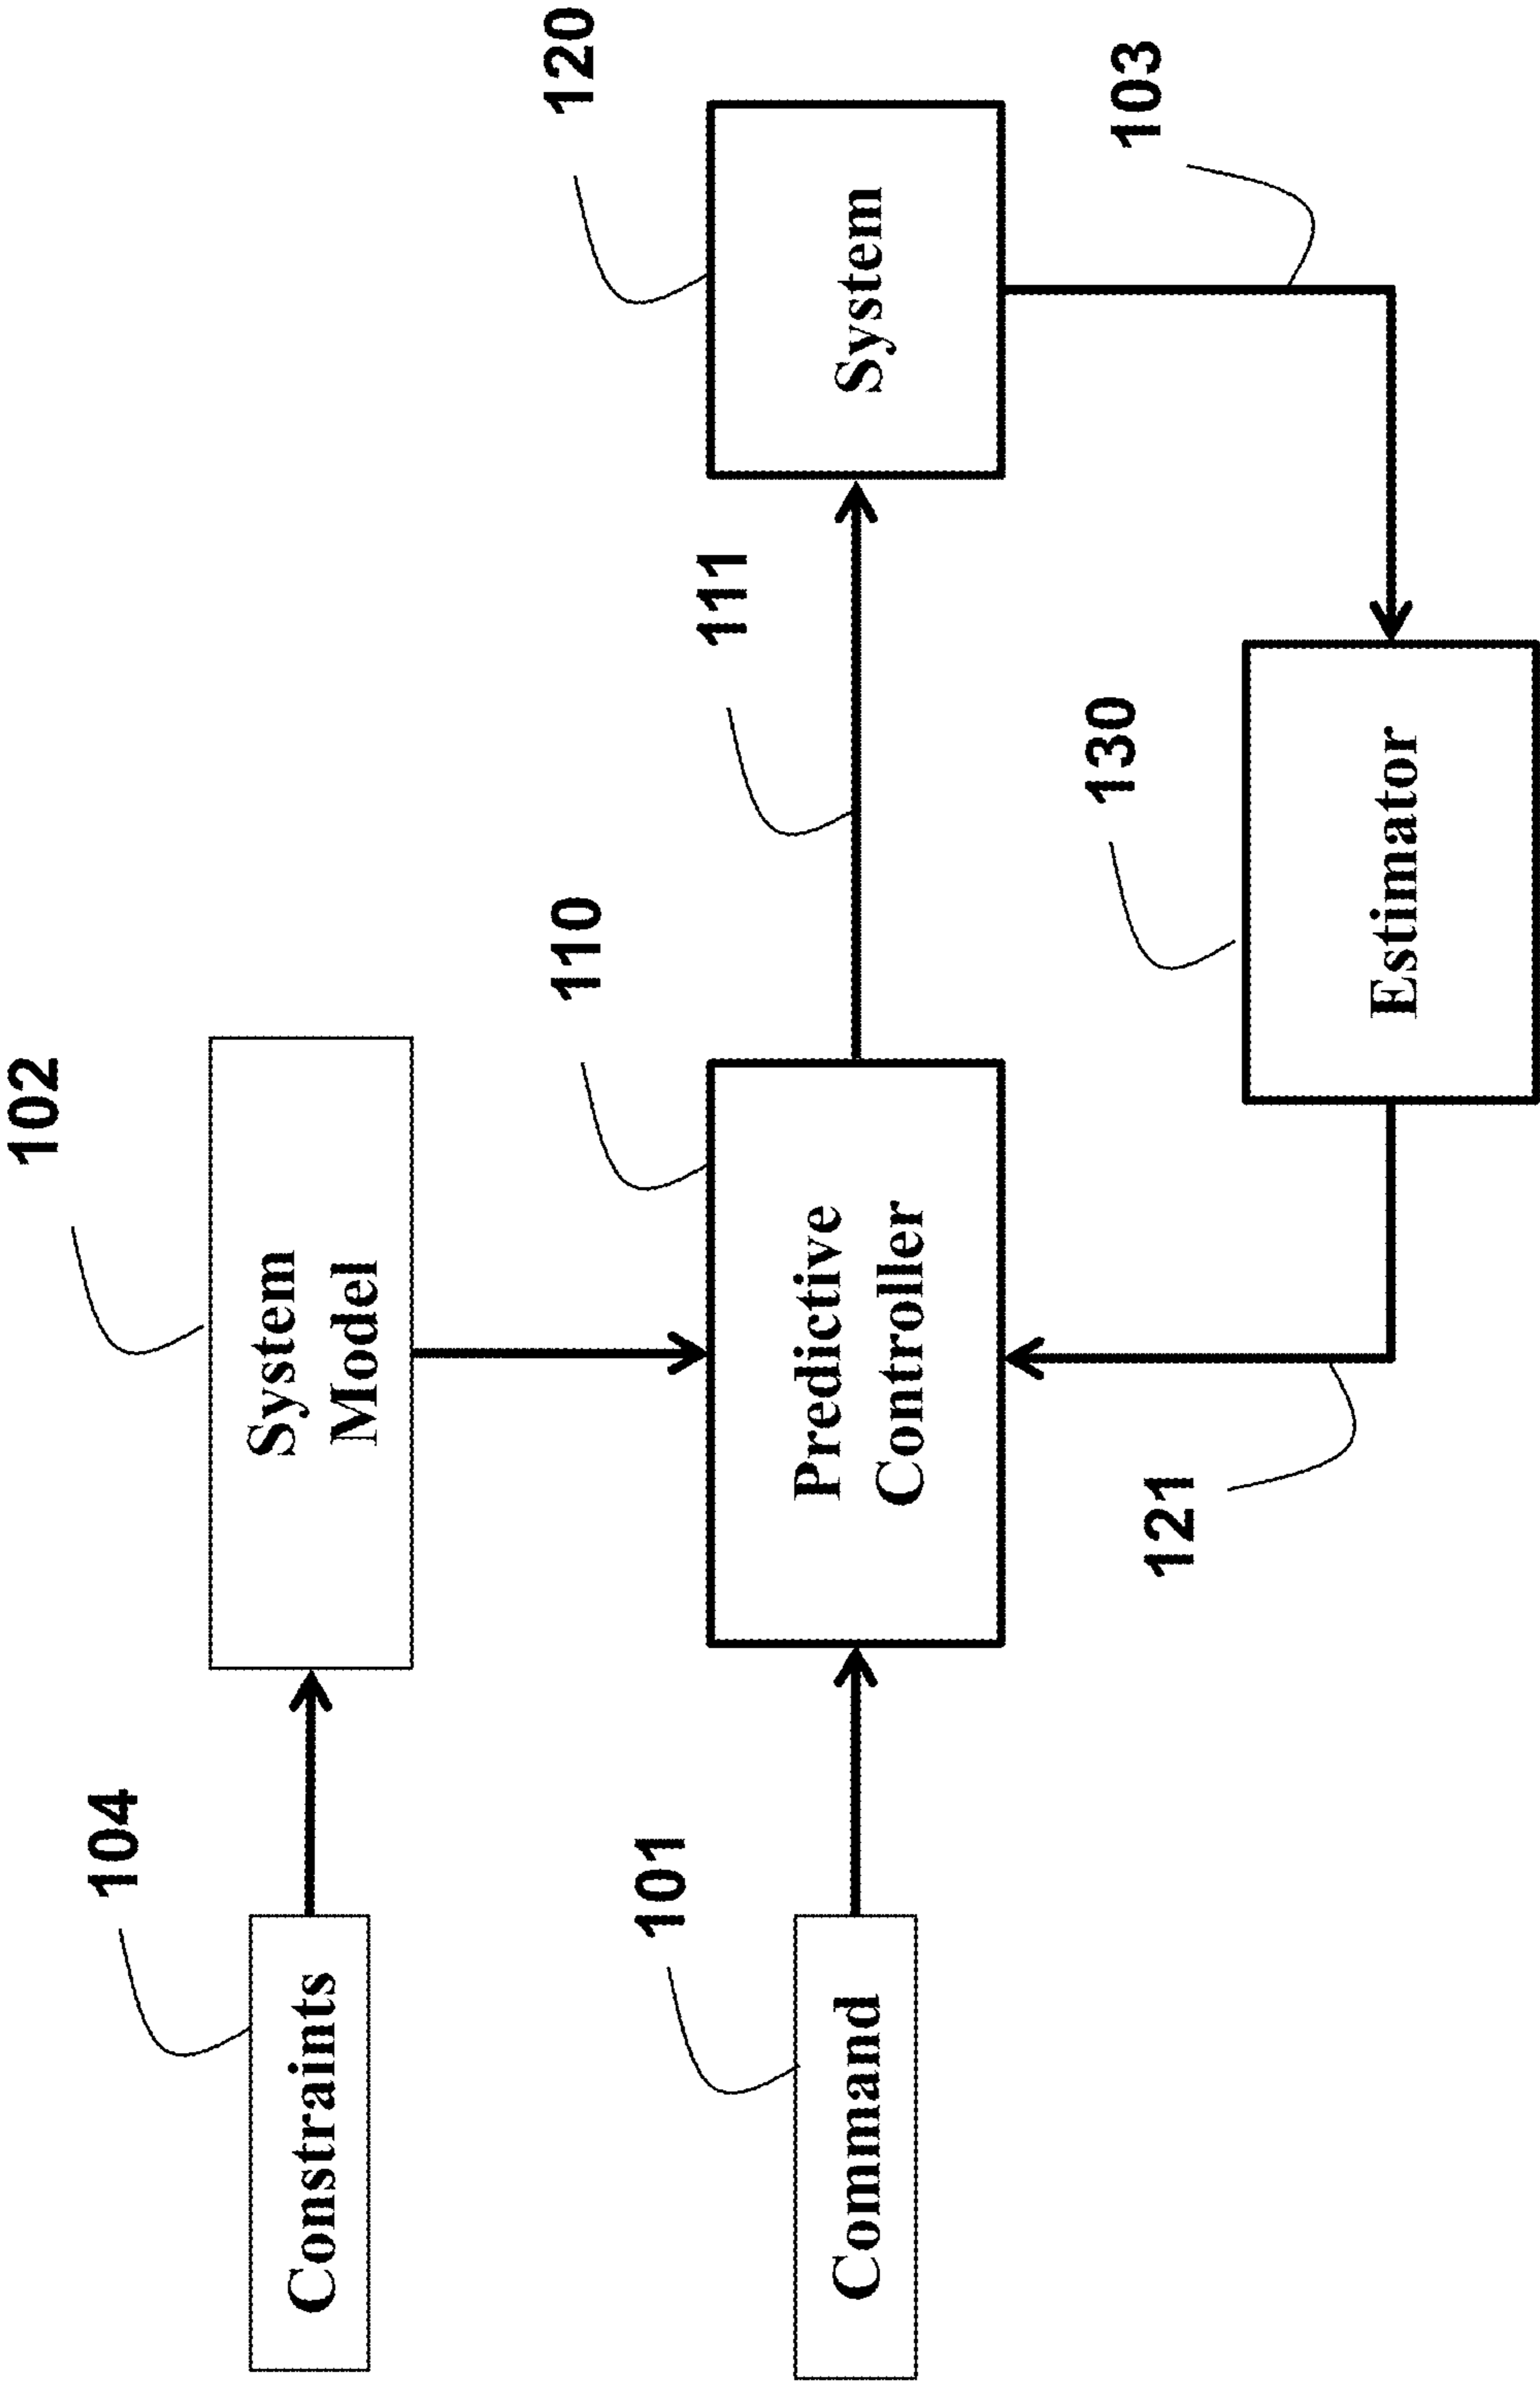 102
104
System
Model
120
110
111
Constraints
101
Predictive
Controller
System
Command
130
103
121
Estimator